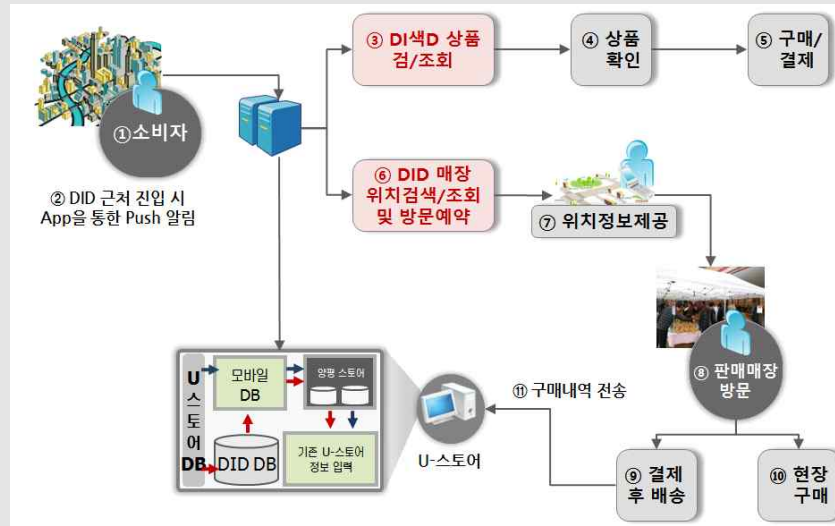 ③ DI색D 상품
검/조회
④ 상품
확인
⑤ 구매/
결제
①소비자
② DID 근처 진입 시
App을 통한 Push 알림
⑥ DID 매장
위치검색/조회
및 방문예약
⑦ 위치정보제공
⑧ 판매매장
방문
U
스
토
어
DB
모바일
DB
양평 스토어
DID DB
기존 U-스토어
정보 입력
U-스토어
⑪ 구매내역 전송
⑨ 결제
후 배송
⑩ 현장
구매